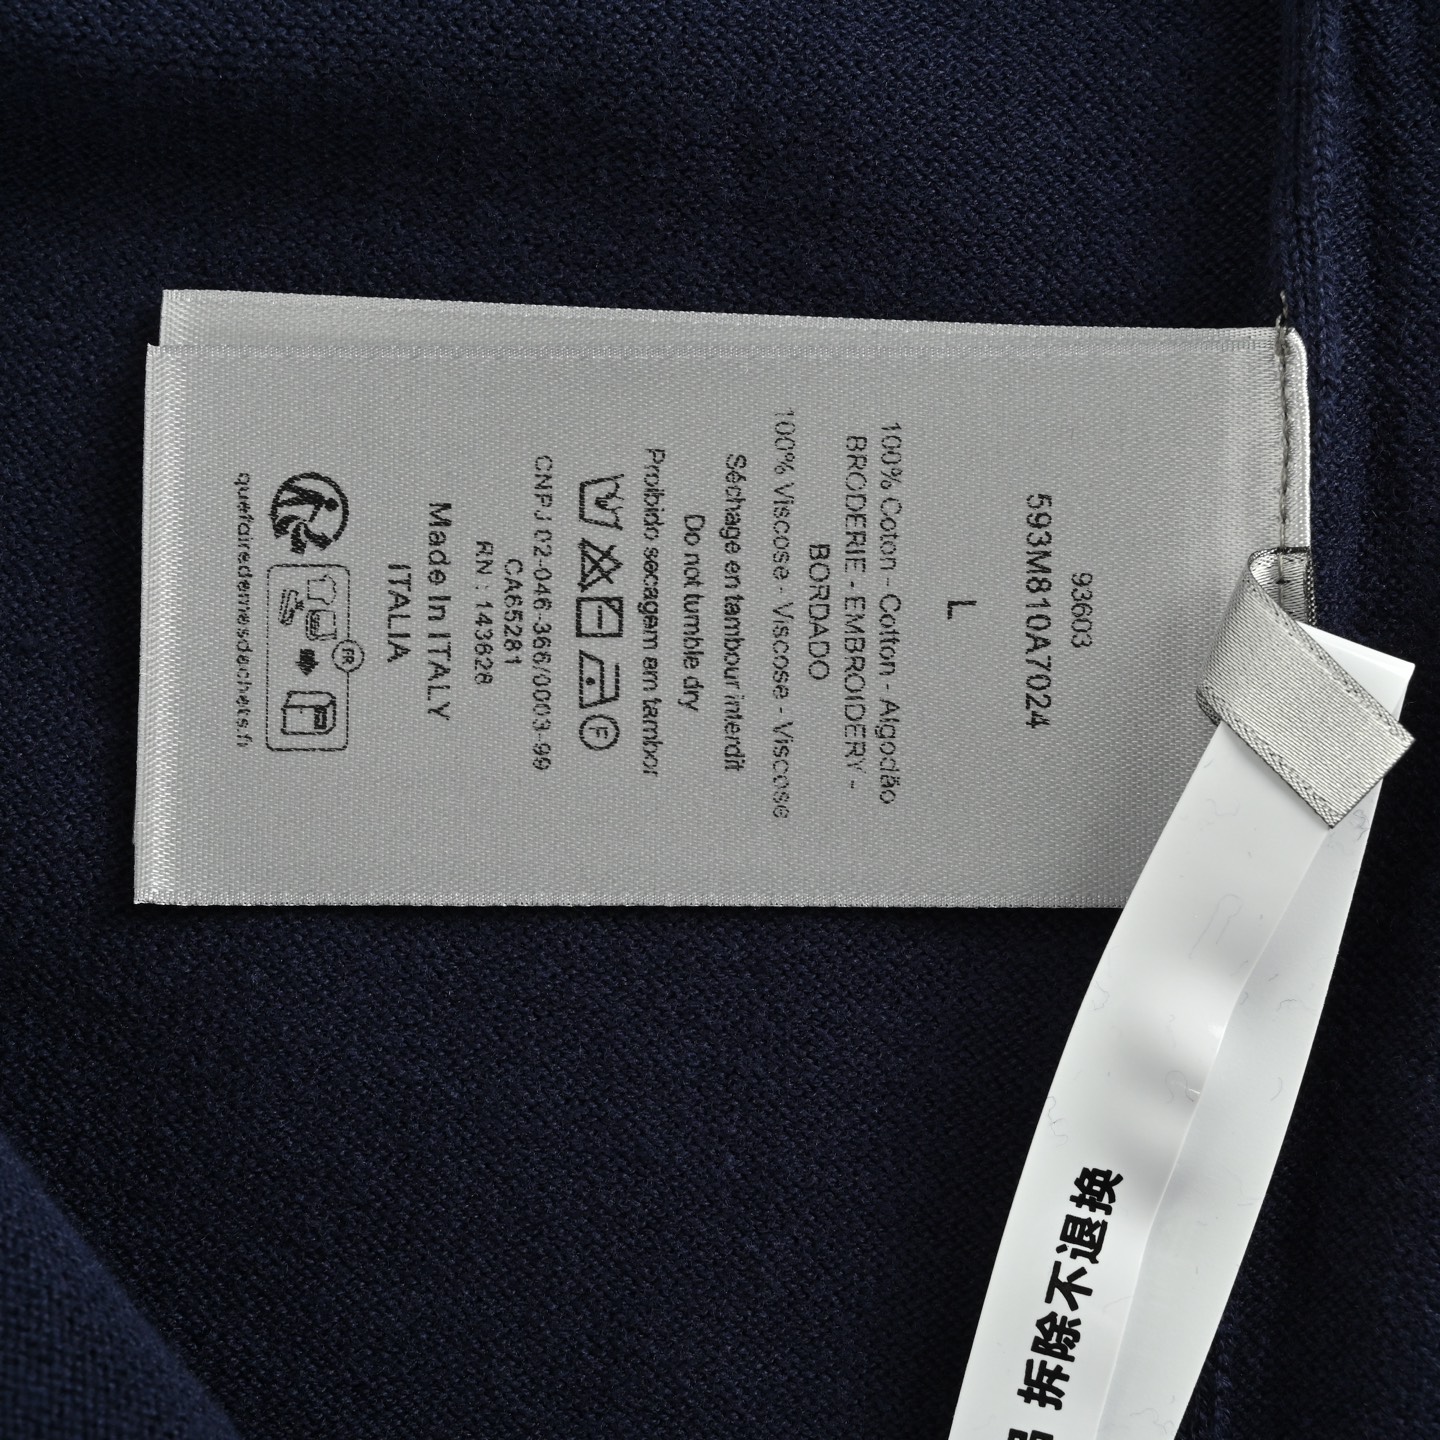 93603
593M810A7024
L
100% Coton - Cotton - Algodão
BRODERIE - EMBROIDERY -
BORDADO
100% Viscose - Viscose - Viscose
Séchage en tambour interdit
Do not tumble dry
Proibido secagem em tambor
F
CNPJ 02-046-366/0003-99
CA65281
RN : 143628
Made In ITALY
ITALIA
FR
quefairedemesdechets.fr
拆除不退换